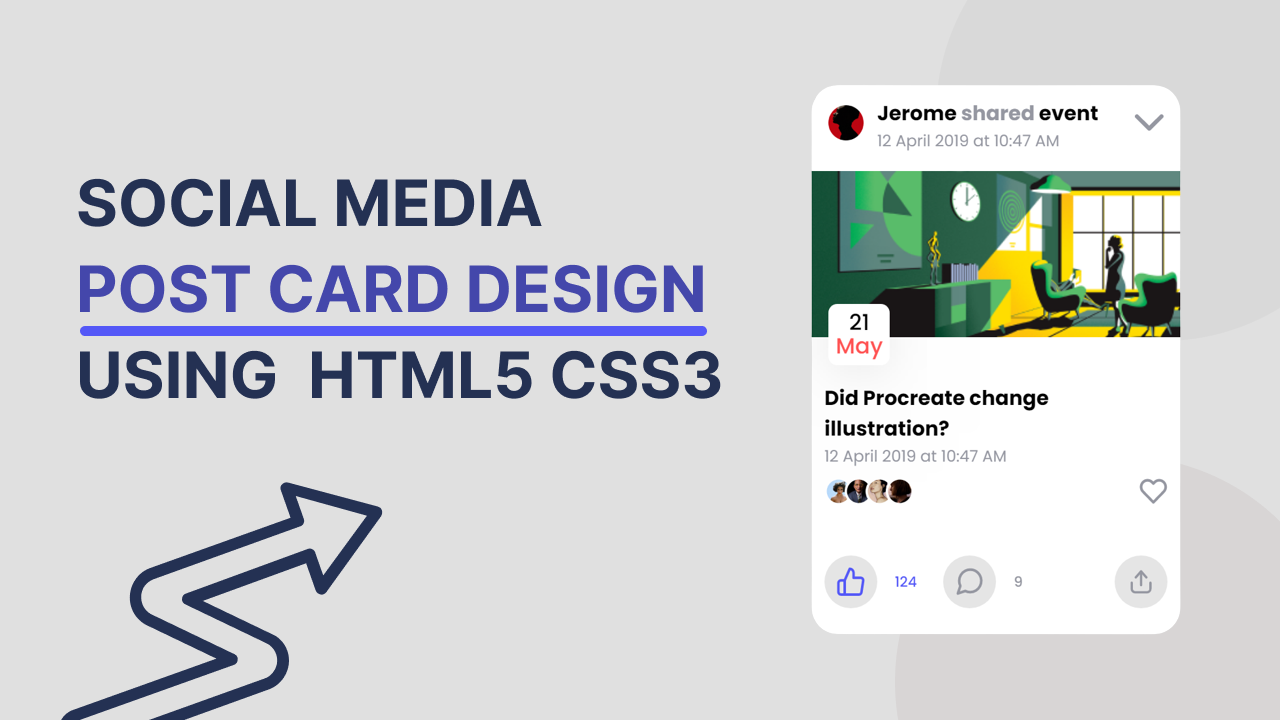 SOCIAL MEDIA
POST CARD DESIGN
USING  HTML5 CSS3
Jerome shared event
12 April 2019 at 10:47 AM
21
May
Did Procreate change
illustration?
12 April 2019 at 10:47 AM
124
9